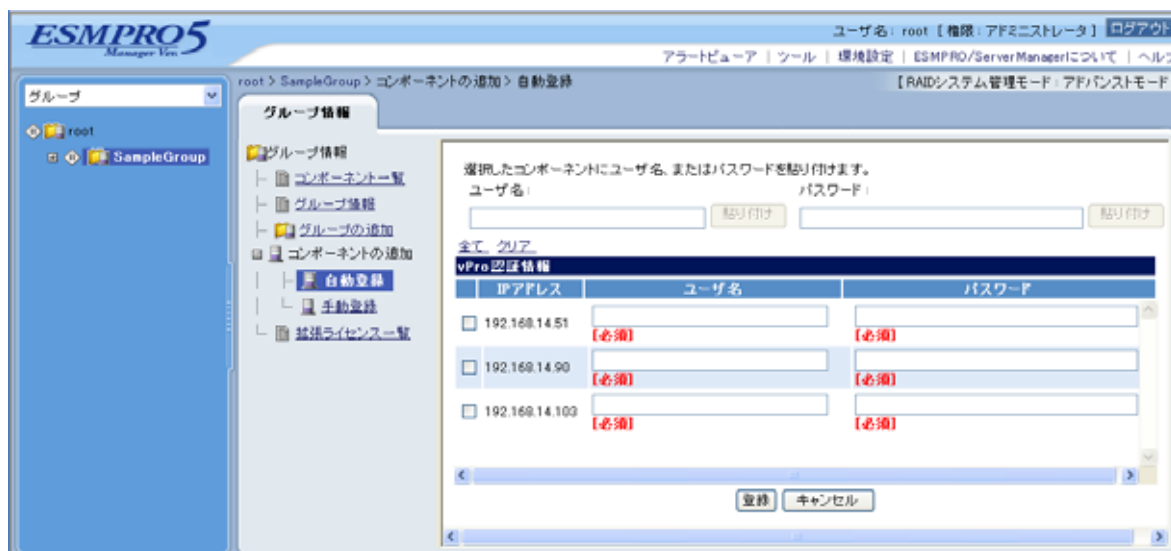 ESMPRO5
Manager Ver.
ユーザ名: root [ 権限: アドミニストレータ ] ログアウト
アラートビューア | ツール | 環境設定 | ESMPRO/ServerManagerについて | ヘルプ
グループ
root
SampleGroup
root > SampleGroup > コンポーネントの追加 > 自動登録
[ RAIDシステム管理モード: アドバンストモード
グループ情報
グループ情報
コンポーネント一覧
グループ情報
グループの追加
コンポーネントの追加
自動登録
手動登録
拡張ライセンス一覧
選択したコンポーネントにユーザ名、またはパスワードを貼り付けます。
ユーザ名: パスワード:
貼り付け 貼り付け
全て クリア
vPro認証情報
IPアドレス ユーザ名 パスワード
192.168.14.51
[必須] [必須]
192.168.14.90
[必須] [必須]
192.168.14.103
[必須] [必須]
登録 キャンセル